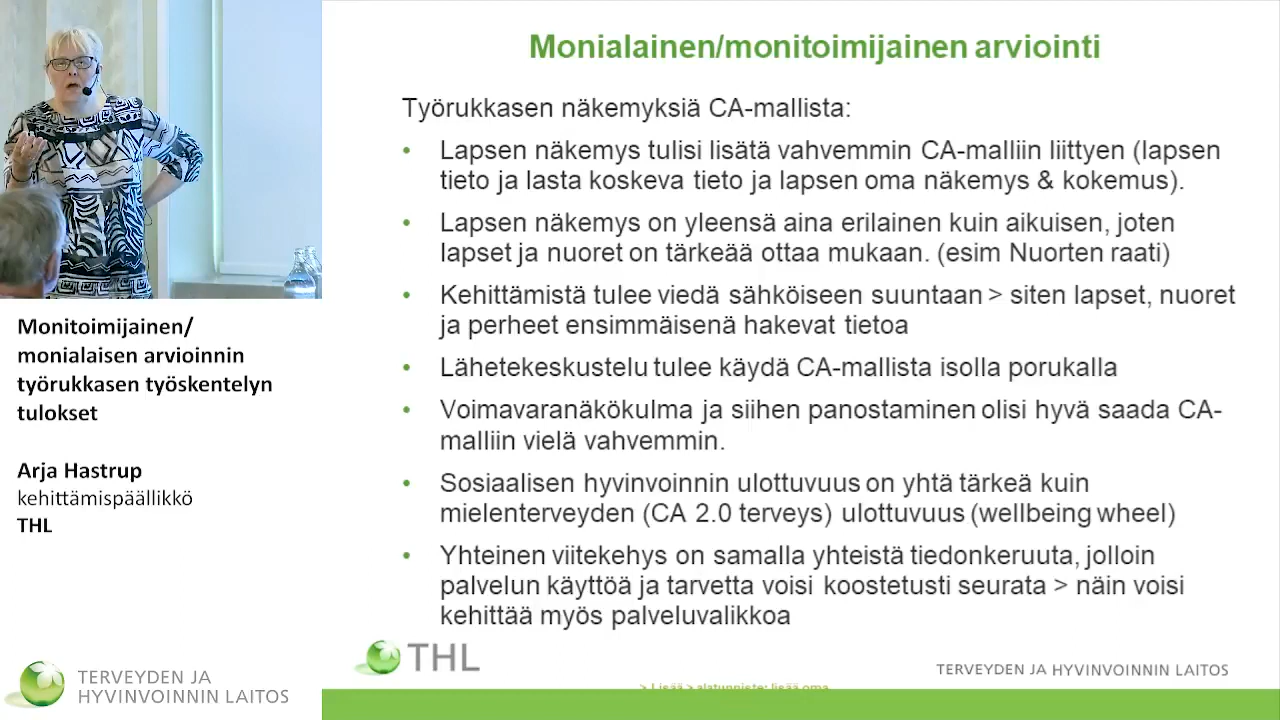 Monialainen/monitoimijainen arviointi
Työrukkasen näkemyksiä CA-mallista:
• Lapsen näkemys tulisi lisätä vahvemmin CA-malliin liittyen (lapsen
tieto ja lasta koskeva tieto ja lapsen oma näkemys & kokemus).
• Lapsen näkemys on yleensä aina erilainen kuin aikuisen, joten
lapset ja nuoret on tärkeää ottaa mukaan. (esim Nuorten raati)
• Kehittämistä tulee viedä sähköiseen suuntaan > siten lapset, nuoret
ja perheet ensimmäisenä hakevat tietoa
• Lähetekeskustelu tulee käydä CA-mallista isolla porukalla
• Voimavaranäkökulma ja siihen panostaminen olisi hyvä saada CA-
malliin vielä vahvemmin.
• Sosiaalisen hyvinvoinnin ulottuvuus on yhtä tärkeä kuin
mielenterveyden (CA 2.0 terveys) ulottuvuus (wellbeing wheel)
• Yhteinen viitekehys on samalla yhteistä tiedonkeruuta, jolloin
palvelun käyttöä ja tarvetta voisi koostetusti seurata > näin voisi
kehittää myös palveluvalikkoa
Monitoimijainen/
monialaisen arvioinnin
työrukkasen työskentelyn
tulokset
Arja Hastrup
kehittämispäällikkö
THL
TERVEYDEN JA
HYVINVOINNIN LAITOS
THL
TERVEYDEN JA HYVINVOINNIN LAITOS
> Lisää > alatunniste: lisää oma